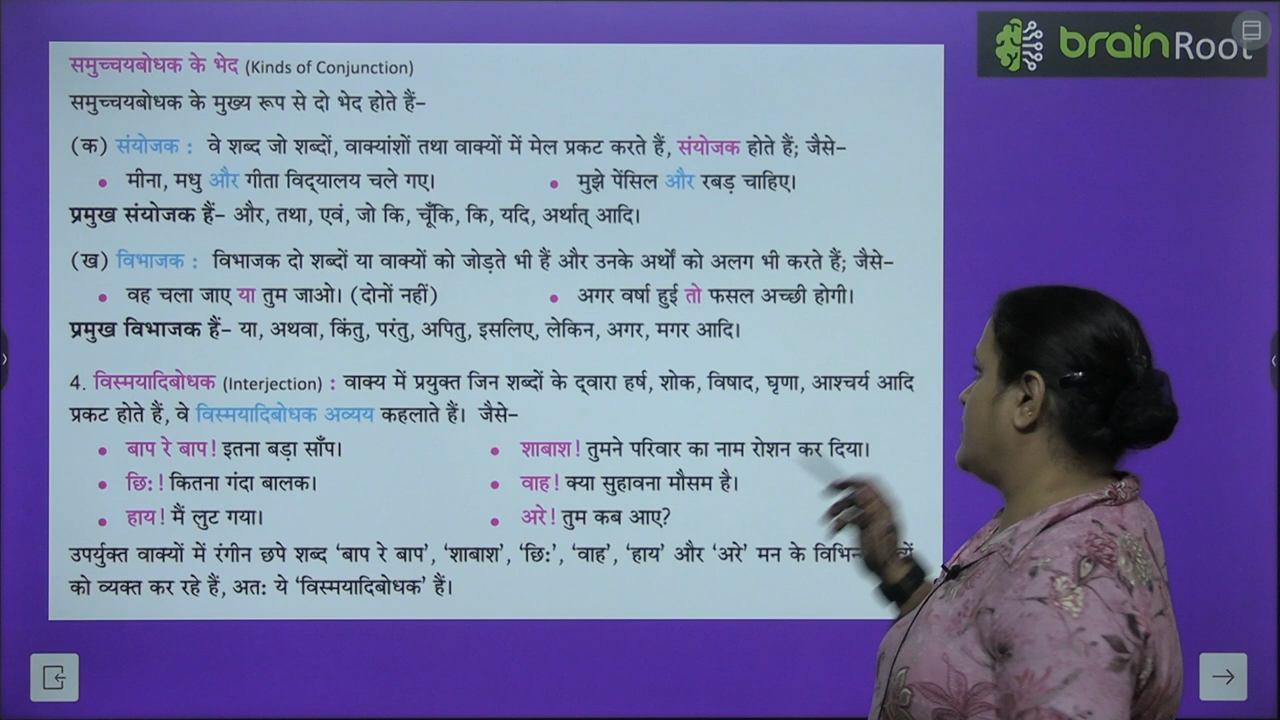 brainRoot
समुच्चयबोधक के भेद (Kinds of Conjunction)
समुच्चयबोधक के मुख्य रूप से दो भेद होते हैं–
(क) संयोजक : वे शब्द जो शब्दों, वाक्यांशों तथा वाक्यों में मेल प्रकट करते हैं, संयोजक होते हैं; जैसे–
• मीना, मधु और गीता विद्यालय चले गए। • मुझे पेंसिल और रबड़ चाहिए।
प्रमुख संयोजक हैं– और, तथा, एवं, जो कि, चूँकि, कि, यदि, अर्थात् आदि।
(ख) विभाजक : विभाजक दो शब्दों या वाक्यों को जोड़ते भी हैं और उनके अर्थों को अलग भी करते हैं; जैसे–
• वह चला जाए या तुम जाओ। (दोनों नहीं) • अगर वर्षा हुई तो फसल अच्छी होगी।
प्रमुख विभाजक हैं– या, अथवा, किंतु, परंतु, अपितु, इसलिए, लेकिन, अगर, मगर आदि।
4. विस्मयादिबोधक (Interjection) : वाक्य में प्रयुक्त जिन शब्दों के द्वारा हर्ष, शोक, विषाद, घृणा, आश्चर्य आदि
प्रकट होते हैं, वे विस्मयादिबोधक अव्यय कहलाते हैं। जैसे–
• बाप रे बाप! इतना बड़ा साँप। • शाबाश! तुमने परिवार का नाम रोशन कर दिया।
• छि:! कितना गंदा बालक। • वाह! क्या सुहावना मौसम है।
• हाय! मैं लुट गया। • अरे! तुम कब आए?
उपर्युक्त वाक्यों में रंगीन छपे शब्द ‘बाप रे बाप’, ‘शाबाश’, ‘छि:’, ‘वाह’, ‘हाय’ और ‘अरे’ मन के
को व्यक्त कर रहे हैं, अत: ये ‘विस्मयादिबोधक’ हैं।